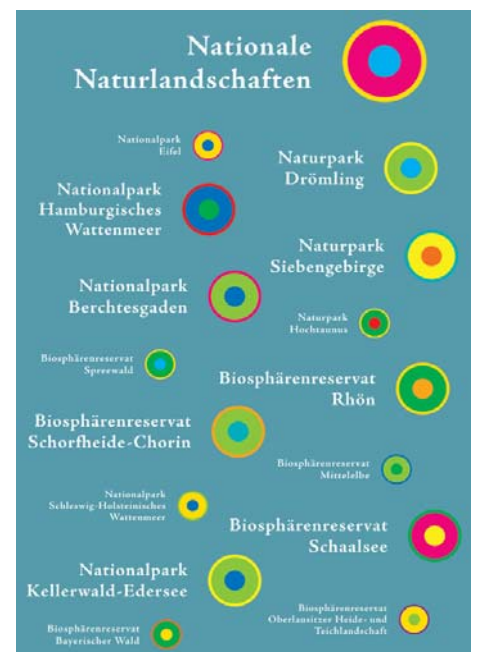 Nationale
Naturlandschaften
Nationalpark
Eifel
Naturpark
Drömling
Nationalpark
Hamburgisches
Wattenmeer
Naturpark
Siebengebirge
Nationalpark
Berchtesgaden
Naturpark
Hochtaunus
Biosphärenreservat
Spreewald
Biosphärenreservat
Rhön
Biosphärenreservat
Schorfheide-Chorin
Biosphärenreservat
Mittelelbe
Nationalpark
Schleswig-Holsteinisches
Wattenmeer
Biosphärenreservat
Schaalsee
Nationalpark
Kellerwald-Edersee
Biosphärenreservat
Oberlausitzer Heide- und
Teichlandschaft
Biosphärenreservat
Bayerischer Wald